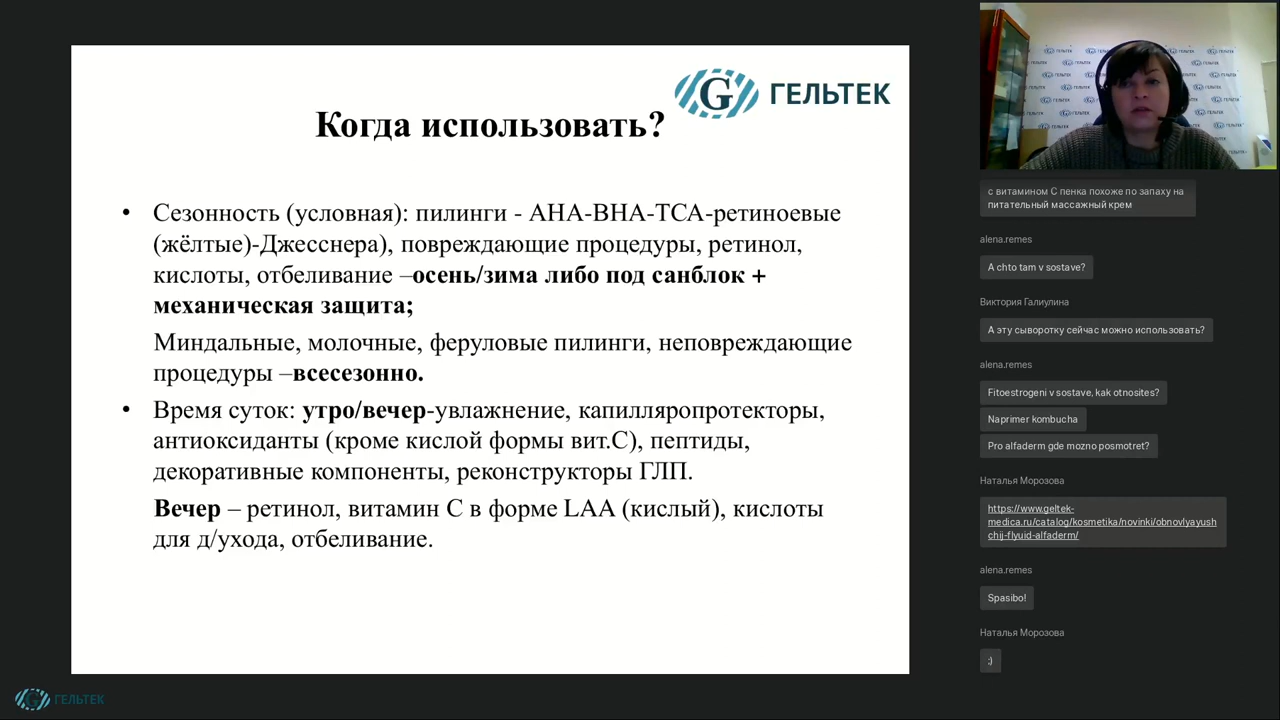 ГЕЛЬТЕК
Когда использовать?
• Сезонность (условная): пилинги - AHA-BHA-TCA-ретиноевые
(жёлтые)-Джесснера), повреждающие процедуры, ретинол,
кислоты, отбеливание –осень/зима либо под санблок +
механическая защита;
Миндальные, молочные, феруловые пилинги, неповреждающие
процедуры –всесезонно.
• Время суток: утро/вечер-увлажнение, капилляропротекторы,
антиоксиданты (кроме кислой формы вит.С), пептиды,
декоративные компоненты, реконструкторы ГЛП.
Вечер – ретинол, витамин С в форме LAA (кислый), кислоты
для д/ухода, отбеливание.
ГЕЛЬТЕК
с витамином С пенка похоже по запаху на
питательный массажный крем
alena.remes
A chto tam v sostave?
Виктория Галиулина
А эту сыворотку сейчас можно использовать?
alena.remes
Fitoestrogeni v sostave, kak otnosites?
Naprimer kombucha
Pro alfaderm gde mozno posmotret?
Наталья Морозова
https://www.geltek-
medica.ru/catalog/kosmetika/novinki/obnovlyayush
chij-flyuid-alfaderm/
alena.remes
Spasibo!
Наталья Морозова
;)